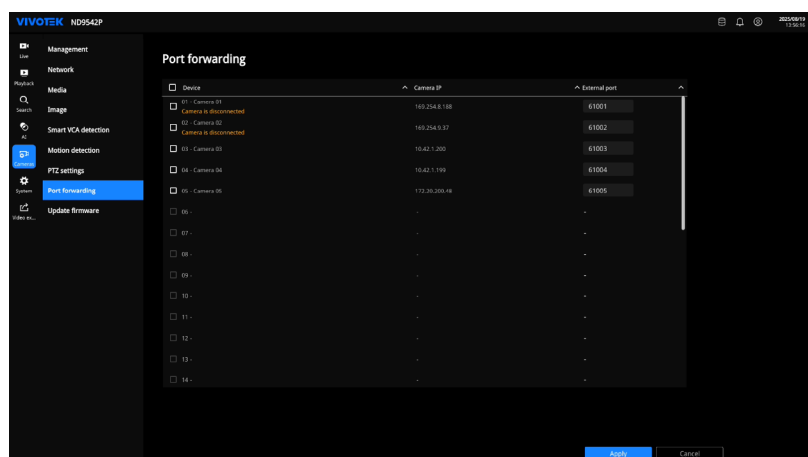 VIVOTEK ND9542P
2025/08/19
13:56:56
Live
Playback
Search
AI
Cameras
System
Video ex...
Management
Network
Media
Image
Smart VCA detection
Motion detection
PTZ settings
Port forwarding
Update firmware
Port forwarding
Device Camera IP External port
01 - Camera 01 169.254.8.188 61001
Camera is disconnected
02 - Camera 02 169.254.9.37 61002
Camera is disconnected
03 - Camera 03 10.42.1.200 61003
04 - Camera 04 10.42.1.199 61004
05 - Camera 05 172.20.200.48 61005
06 - - -
07 - - -
08 - - -
09 - - -
10 - - -
11 - - -
12 - - -
13 - - -
14 - - -
Apply Cancel